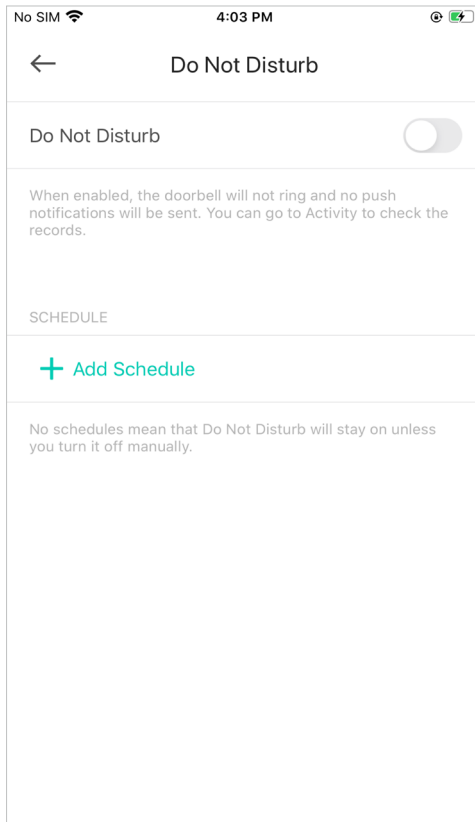 No SIM 4:03 PM
Do Not Disturb
Do Not Disturb
When enabled, the doorbell will not ring and no push
notifications will be sent. You can go to Activity to check the
records.
SCHEDULE
Add Schedule
No schedules mean that Do Not Disturb will stay on unless
you turn it off manually.